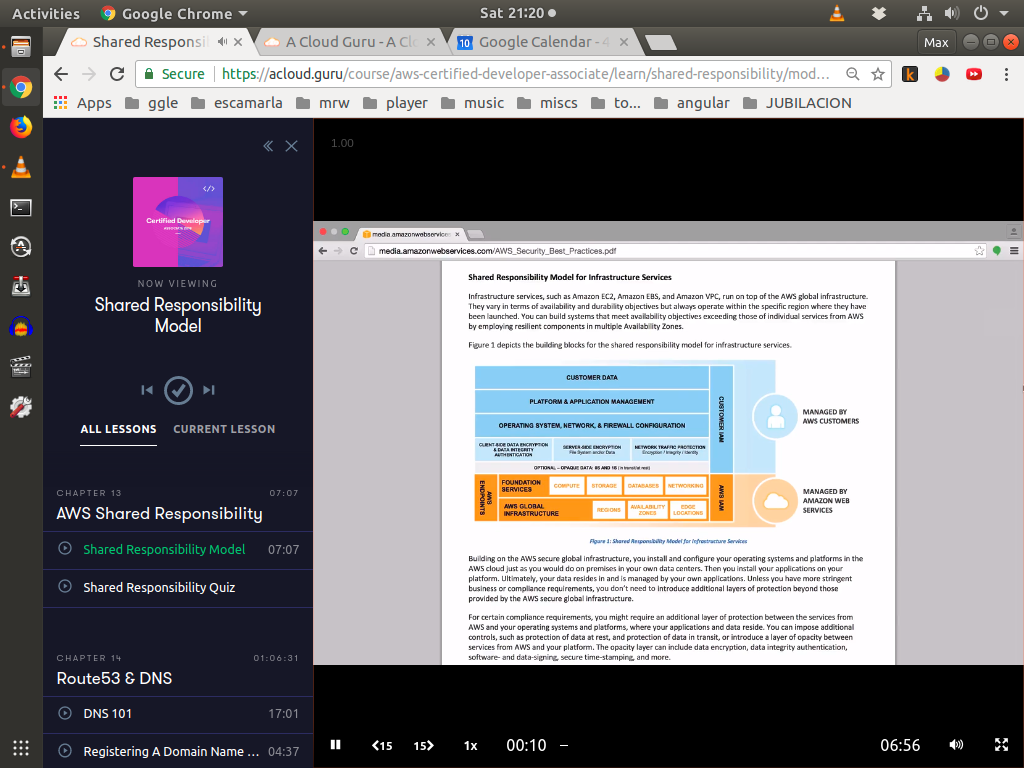 Activities Google Chrome Sat 21:20
Shared Responsi A Cloud Guru - A Cl Google Calendar - 4 Max
Secure https://acloud.guru/course/aws-certified-developer-associate/learn/shared-responsibility/mod...
Apps ggle escamarla mrw player music miscs to... angular JUBILACION
1.00
Certified Developer
NOW VIEWING
Shared Responsibility
Model
ALL LESSONS CURRENT LESSON
CHAPTER 13 07:07
AWS Shared Responsibility
Shared Responsibility Model 07:07
Shared Responsibility Quiz
CHAPTER 14 01:06:31
Route53 & DNS
DNS 101 17:01
Registering A Domain Name ... 04:37
media.amazonwebservices
media.amazonwebservices.com/AWS_Security_Best_Practices.pdf
Shared Responsibility Model for Infrastructure Services
Infrastructure services, such as Amazon EC2, Amazon EBS, and Amazon VPC, run on top of the AWS global infrastructure.
They vary in terms of availability and durability objectives but always operate within the specific region where they have
been launched. You can build systems that meet availability objectives exceeding those of individual services from AWS
by employing resilient components in multiple Availability Zones.
Figure 1 depicts the building blocks for the shared responsibility model for infrastructure services.
CUSTOMER DATA
PLATFORM & APPLICATION MANAGEMENT
OPERATING SYSTEM, NETWORK, & FIREWALL CONFIGURATION
CLIENT-SIDE DATA ENCRYPTION
& DATA INTEGRITY
AUTHENTICATION
SERVER-SIDE ENCRYPTION
File System and/or Data
NETWORK TRAFFIC PROTECTION
Encryption / Integrity / Identity
OPTIONAL – OPAQUE DATA: 0S AND 1S (in transit/at rest)
CUSTOMER IAM
MANAGED BY
AWS CUSTOMERS
AWS
ENDPOINTS
FOUNDATION
SERVICES
COMPUTE STORAGE DATABASES NETWORKING
AWS GLOBAL
INFRASTRUCTURE
REGIONS
AVAILABILITY
ZONES
EDGE
LOCATIONS
AWS IAM
MANAGED BY
AMAZON WEB
SERVICES
Figure 1: Shared Responsibility Model for Infrastructure Services
Building on the AWS secure global infrastructure, you install and configure your operating systems and platforms in the
AWS cloud just as you would do on premises in your own data centers. Then you install your applications on your
platform. Ultimately, your data resides in and is managed by your own applications. Unless you have more stringent
business or compliance requirements, you don't need to introduce additional layers of protection beyond those
provided by the AWS secure global infrastructure.
For certain compliance requirements, you might require an additional layer of protection between the services from
AWS and your operating systems and platforms, where your applications and data reside. You can impose additional
controls, such as protection of data at rest, and protection of data in transit, or introduce a layer of opacity between
services from AWS and your platform. The opacity layer can include data encryption, data integrity authentication,
software- and data-signing, secure time-stamping, and more.
15 15 1x 00:10 06:56